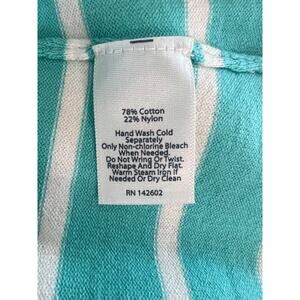 78% Cotton
22% Nylon
Hand Wash Cold
Separately
Only Non-chlorine Bleach
When Needed.
Do Not Wring Or Twist.
Reshape And Dry Flat.
Warm Steam Iron If
Needed Or Dry Clean
RN 142602